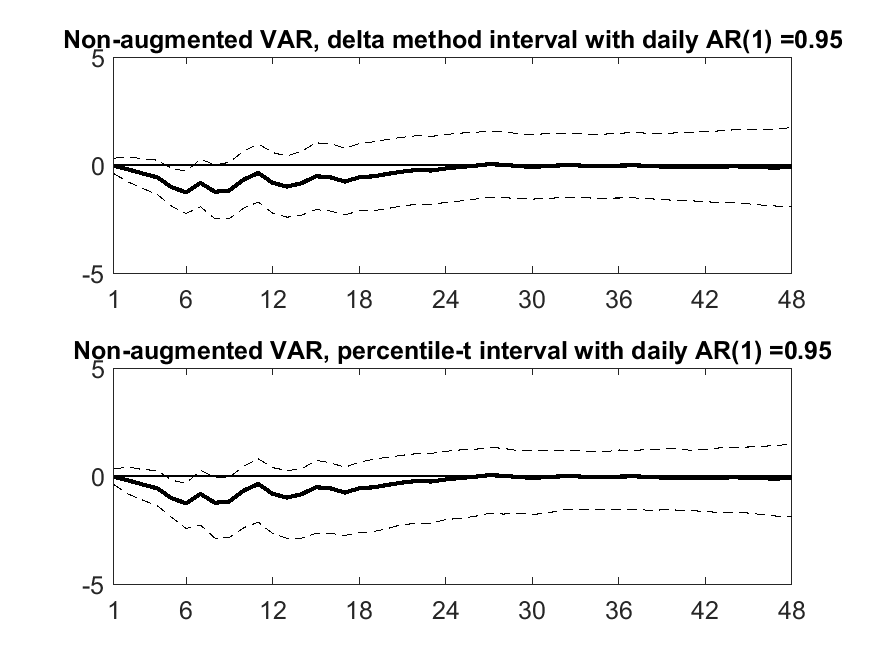 Non-augmented VAR, delta method interval with daily AR(1) =0.95
5
0
-5
1 6 12 18 24 30 36 42 48
Non-augmented VAR, percentile-t interval with daily AR(1) =0.95
5
0
-5
1 6 12 18 24 30 36 42 48